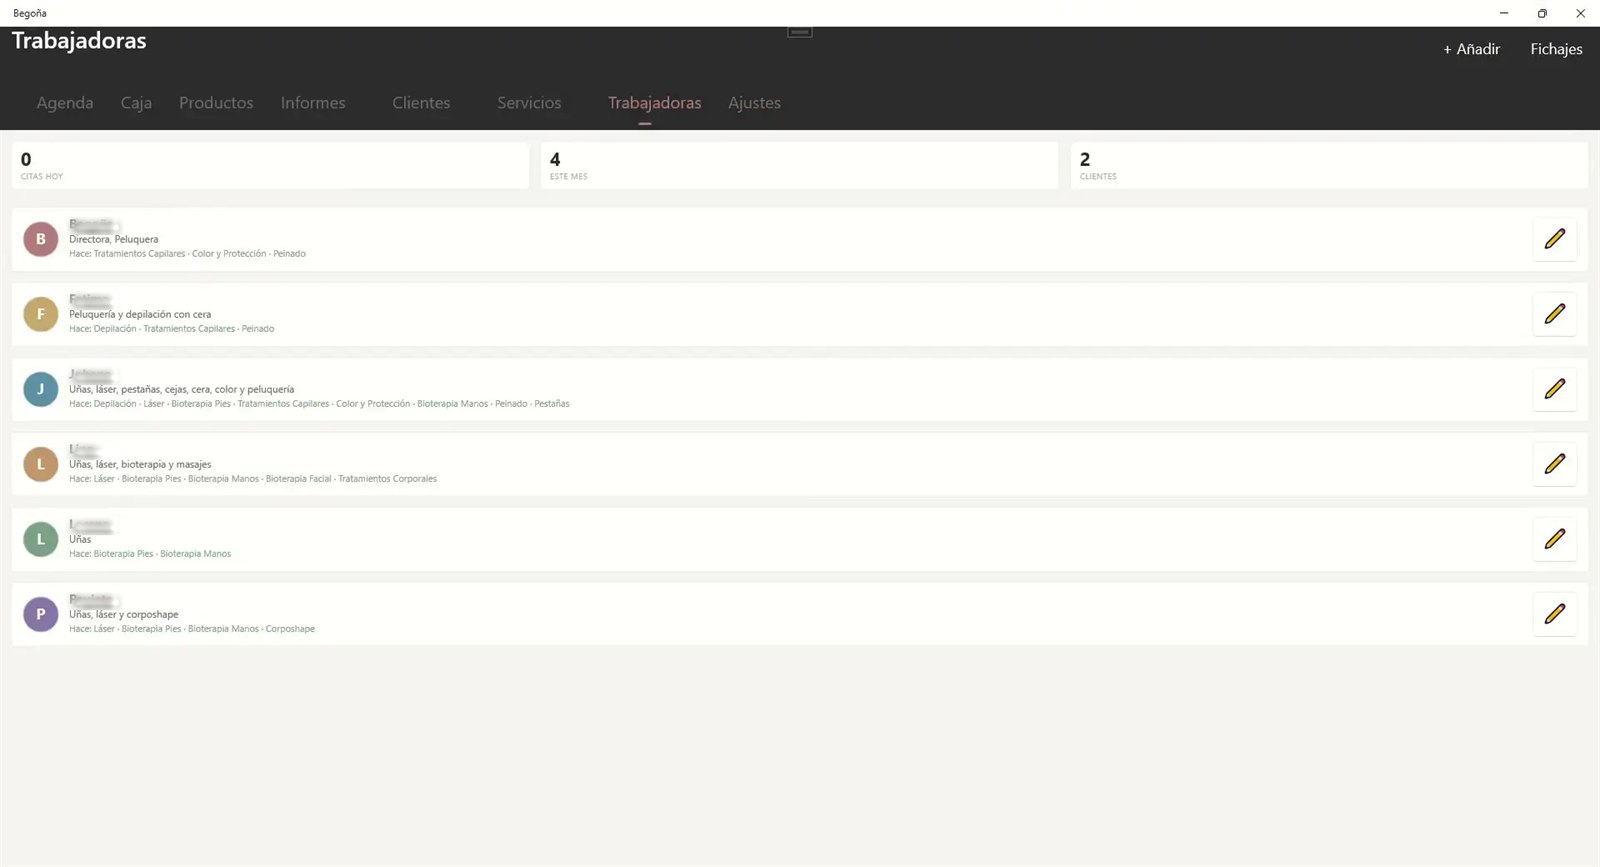 Begoña
Trabajadoras
+ Añadir
Fichajes
Agenda
Caja
Productos
Informes
Clientes
Servicios
Trabajadoras
Ajustes
0
CITAS HOY
4
ESTE MES
2
CLIENTES
B
Directora, Peluquera
Hace: Tratamientos Capilares · Color y Protección · Peinado
F
Peluquería y depilación con cera
Hace: Depilación · Tratamientos Capilares · Peinado
J
Uñas, láser, pestañas, cejas, cera, color y peluquería
Hace: Depilación · Láser · Bioterapia Pies · Tratamientos Capilares · Color y Protección · Bioterapia Manos · Peinado · Pestañas
L
Uñas, láser, bioterapia y masajes
Hace: Láser · Bioterapia Pies · Bioterapia Manos · Bioterapia Facial · Tratamientos Corporales
L
Uñas
Hace: Bioterapia Pies · Bioterapia Manos
P
Uñas, láser y corposhape
Hace: Láser · Bioterapia Pies · Bioterapia Manos · Corposhape